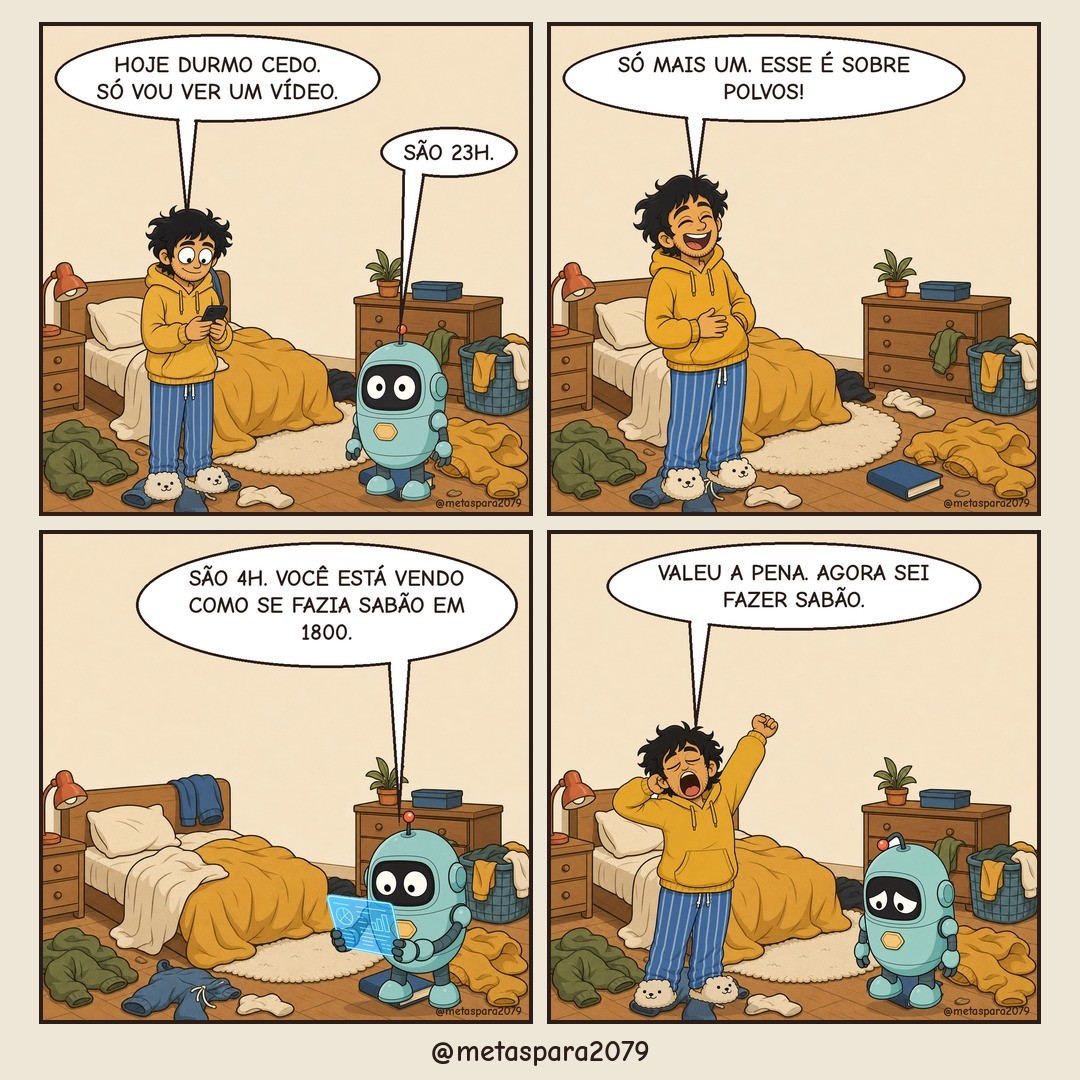 HOJE DURMO CEDO.
SÓ VOU VER UM VÍDEO.
SÃO 23H.
@metaspara2079
SÓ MAIS UM. ESSE É SOBRE
POLVOS!
@metaspara2079
SÃO 4H. VOCÊ ESTÁ VENDO
COMO SE FAZIA SABÃO EM
1800.
@metaspara2079
VALEU A PENA. AGORA SEI
FAZER SABÃO.
@metaspara2079
@metaspara2079